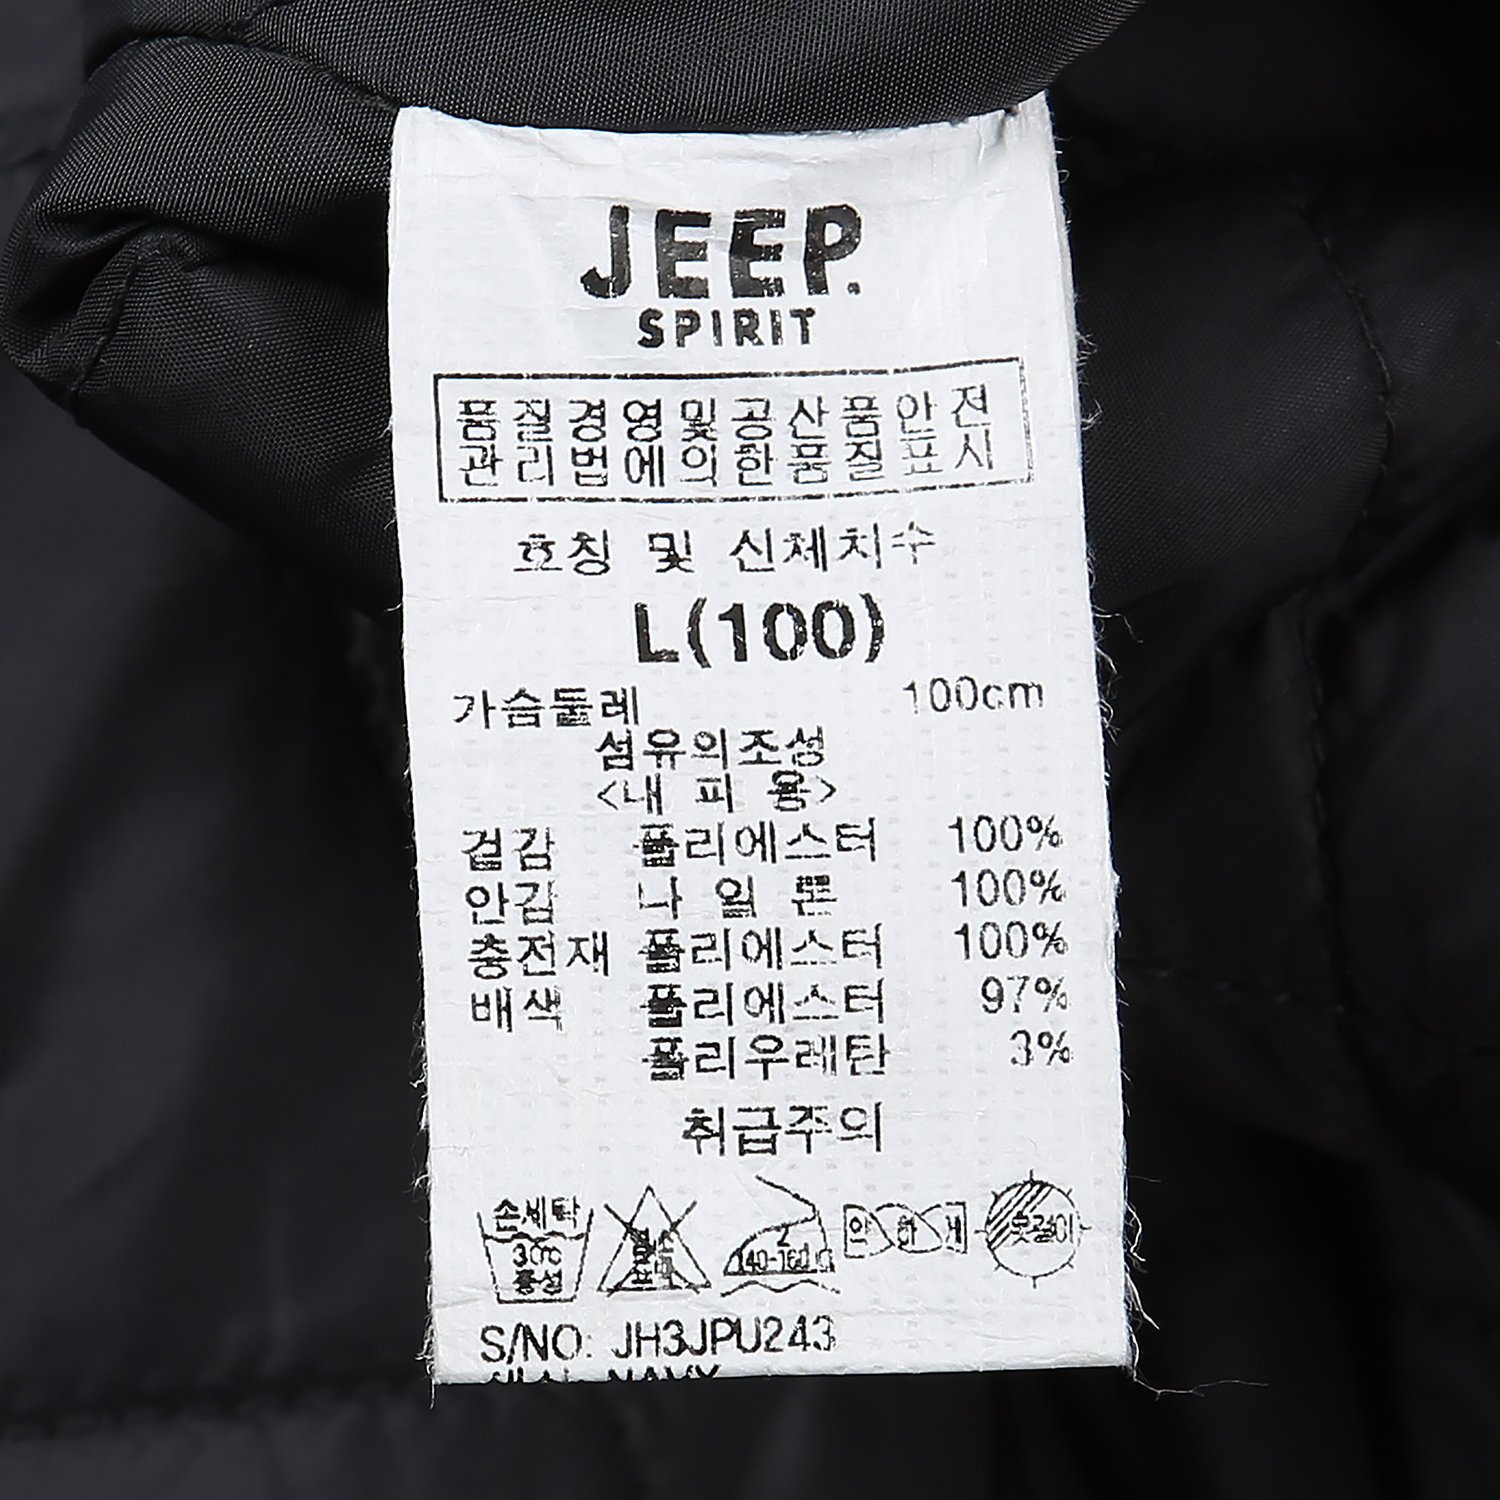 JEEP.
SPIRIT
품질경영및공산품안전
관리법에의한품질표시
호칭 및 신체치수
L(100)
가슴둘레 100cm
섬유의조성
<내 피 용>
겉감 폴리에스터 100%
안감 나 일 론 100%
충전재 폴리에스터 100%
배색 폴리에스터 97%
폴리우레탄 3%
취급주의
손세탁
30℃
중성
2
140-160℃
약 하 게
옷걸이
S/NO: JH3JPU243
NAVY